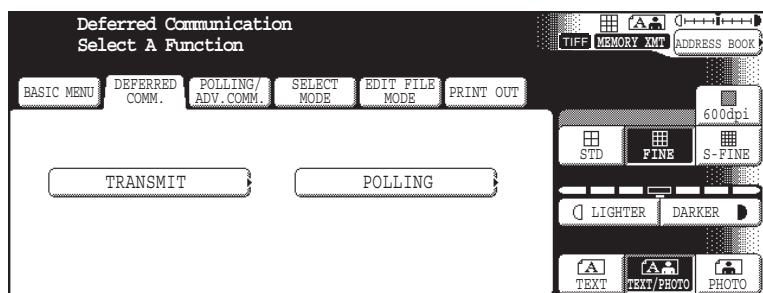 Deferred Communication
Select A Function
A
TIFF MEMORY XMT ADDRESS BOOK
BASIC MENU
DEFERRED COMM.
POLLING/ ADV.COMM.
SELECT MODE
EDIT FILE MODE
PRINT OUT
600dpi
STD FINE S-FINE
TRANSMIT POLLING
LIGHTER DARKER
A A
TEXT TEXT/PHOTO PHOTO